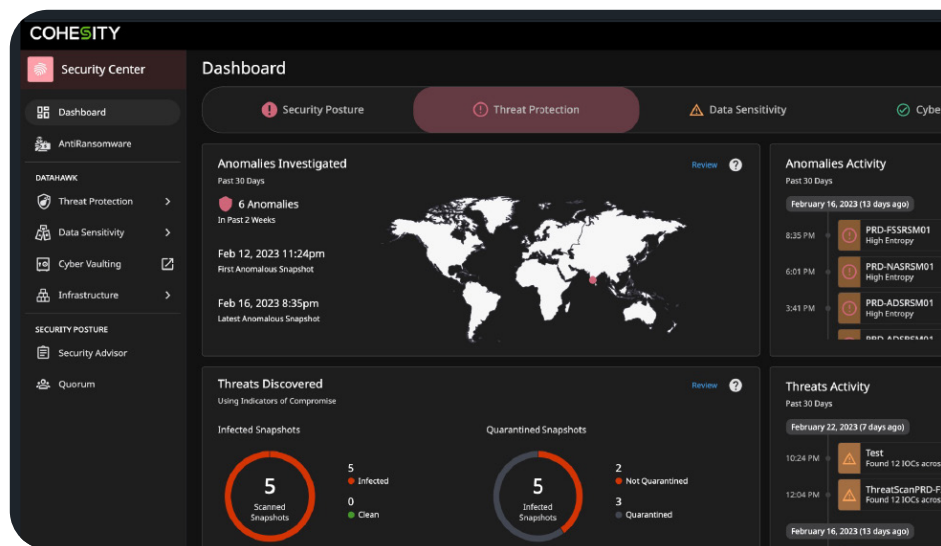 COHESITY
Security Center
Dashboard
AntiRansomware
DATAHAWK
Threat Protection
Data Sensitivity
Cyber Vaulting
Infrastructure
SECURITY POSTURE
Security Advisor
Quorum
Dashboard
Security Posture
Threat Protection
Data Sensitivity
Cybe
Anomalies Investigated
Review
Past 30 Days
6 Anomalies
In Past 2 Weeks
Feb 12, 2023 11:24pm
First Anomalous Snapshot
Feb 16, 2023 8:35pm
Latest Anomalous Snapshot
Anomalies Activity
Past 30 Days
February 16, 2023 (13 days ago)
8:35 PM
PRD-FSSRSM01
High Entropy
6:01 PM
PRD-NASRSM01
High Entropy
3:41 PM
PRD-ADSRSM01
High Entropy
Threats Discovered
Review
Using Indicators of Compromise
Infected Snapshots
5
Scanned
Snapshots
5
Infected
0
Clean
Quarantined Snapshots
5
Infected
Snapshots
2
Not Quarantined
3
Quarantined
Threats Activity
Past 30 Days
February 22, 2023 (7 days ago)
10:24 PM
Test
Found 12 IOCs acros
12:04 PM
ThreatScanPRD-F
Found 12 IOCs acros
February 16, 2023 (13 days ago)